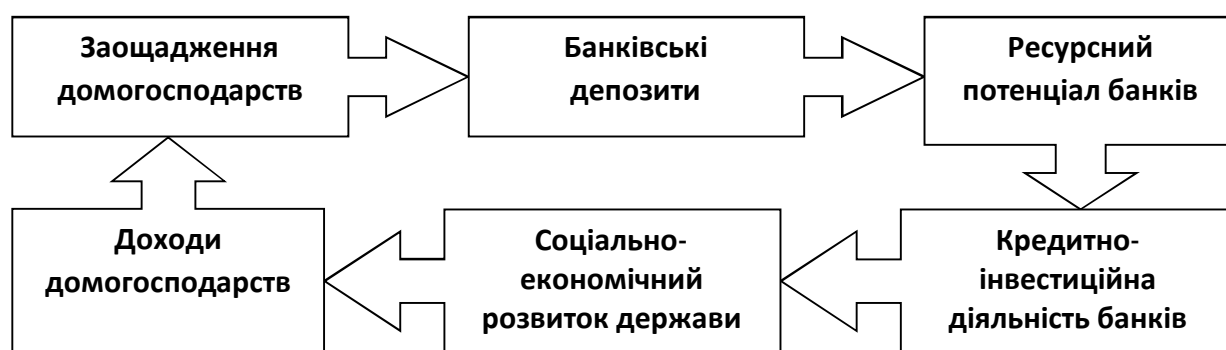 Заощадження
домогосподарств
Банківські
депозити
Ресурсний
потенціал банків
Доходи
домогосподарств
Соціально-
економічний
розвиток держави
Кредитно-
інвестиційна
діяльність банків